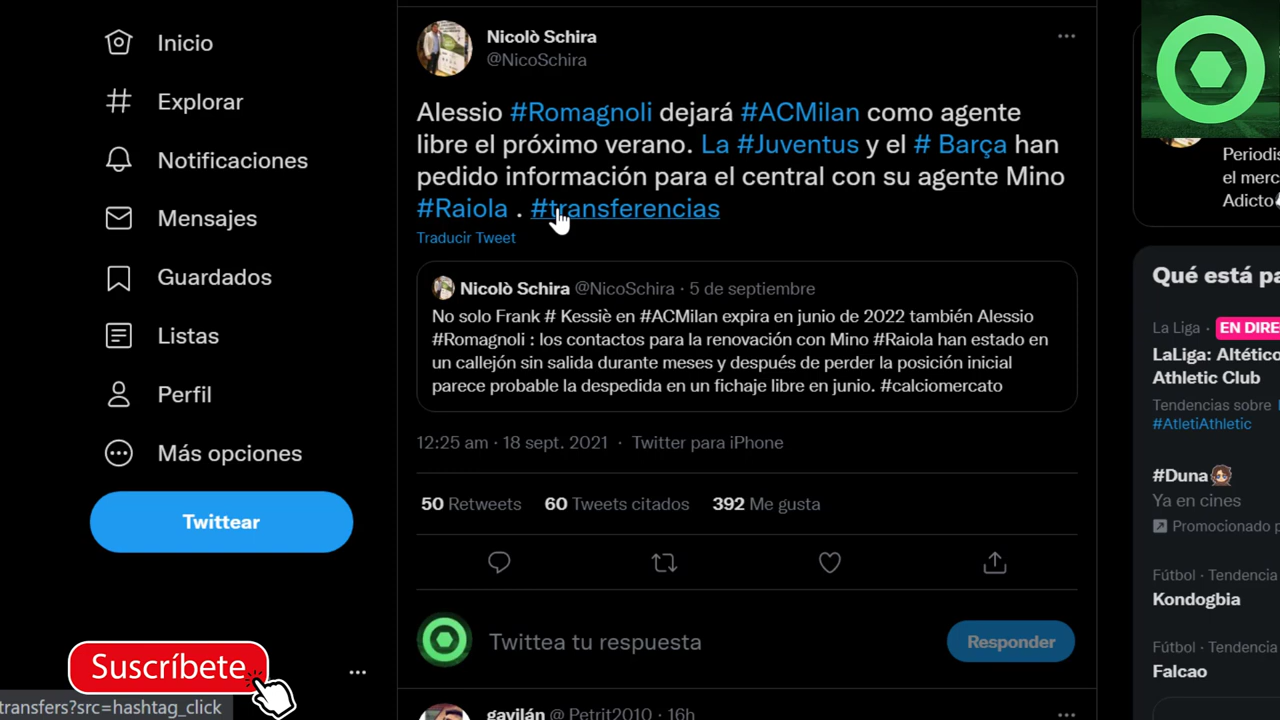 Inicio
Explorar
Notificaciones
Mensajes
Guardados
Listas
Perfil
Más opciones
Twittear
Suscríbete
transfers?src=hashtag_click
Nicolò Schira
@NicoSchira
Alessio #Romagnoli dejará #ACMilan como agente
libre el próximo verano. La #Juventus y el # Barça han
pedido información para el central con su agente Mino
#Raiola . #transferencias
Traducir Tweet
Nicolò Schira @NicoSchira · 5 de septiembre
No solo Frank # Kessiè en #ACMilan expira en junio de 2022 también Alessio
#Romagnoli : los contactos para la renovación con Mino #Raiola han estado en
un callejón sin salida durante meses y después de perder la posición inicial
parece probable la despedida en un fichaje libre en junio. #calciomercato
12:25 am · 18 sept. 2021 · Twitter para iPhone
50 Retweets 60 Tweets citados 392 Me gusta
Twittea tu respuesta
Responder
gavilán @ Petrit2010 · 16h
Periodis
el merc
Adicto
Qué está pa
La Liga · EN DIRE
LaLiga: Altético
Athletic Club
Tendencias sobre
#AtletiAthletic
#Duna
Ya en cines
Promocionado p
Fútbol · Tendencia
Kondogbia
Fútbol · Tendencia
Falcao